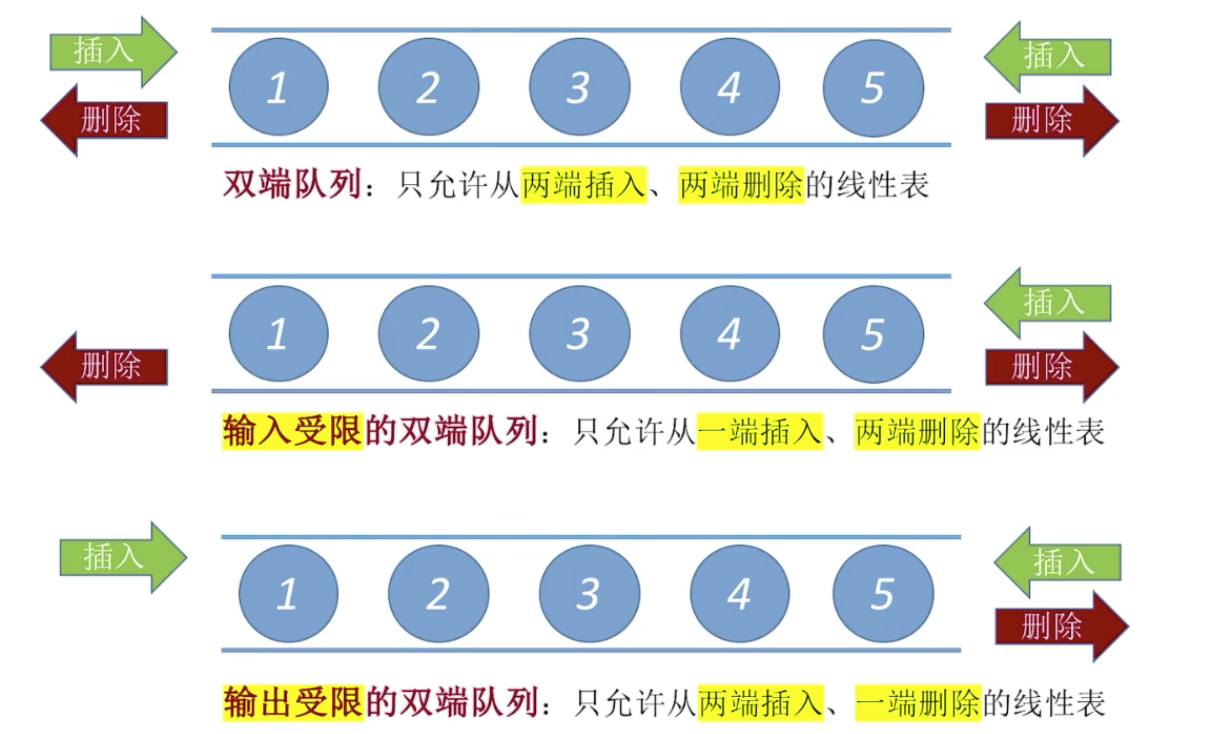 插入 1 2 3 4 5 插入
删除 删除
双端队列：只允许从两端插入、两端删除的线性表
插入
删除 1 2 3 4 5 删除
输入受限的双端队列：只允许从一端插入、两端删除的线性表
插入 1 2 3 4 5 插入
删除
输出受限的双端队列：只允许从两端插入、一端删除的线性表